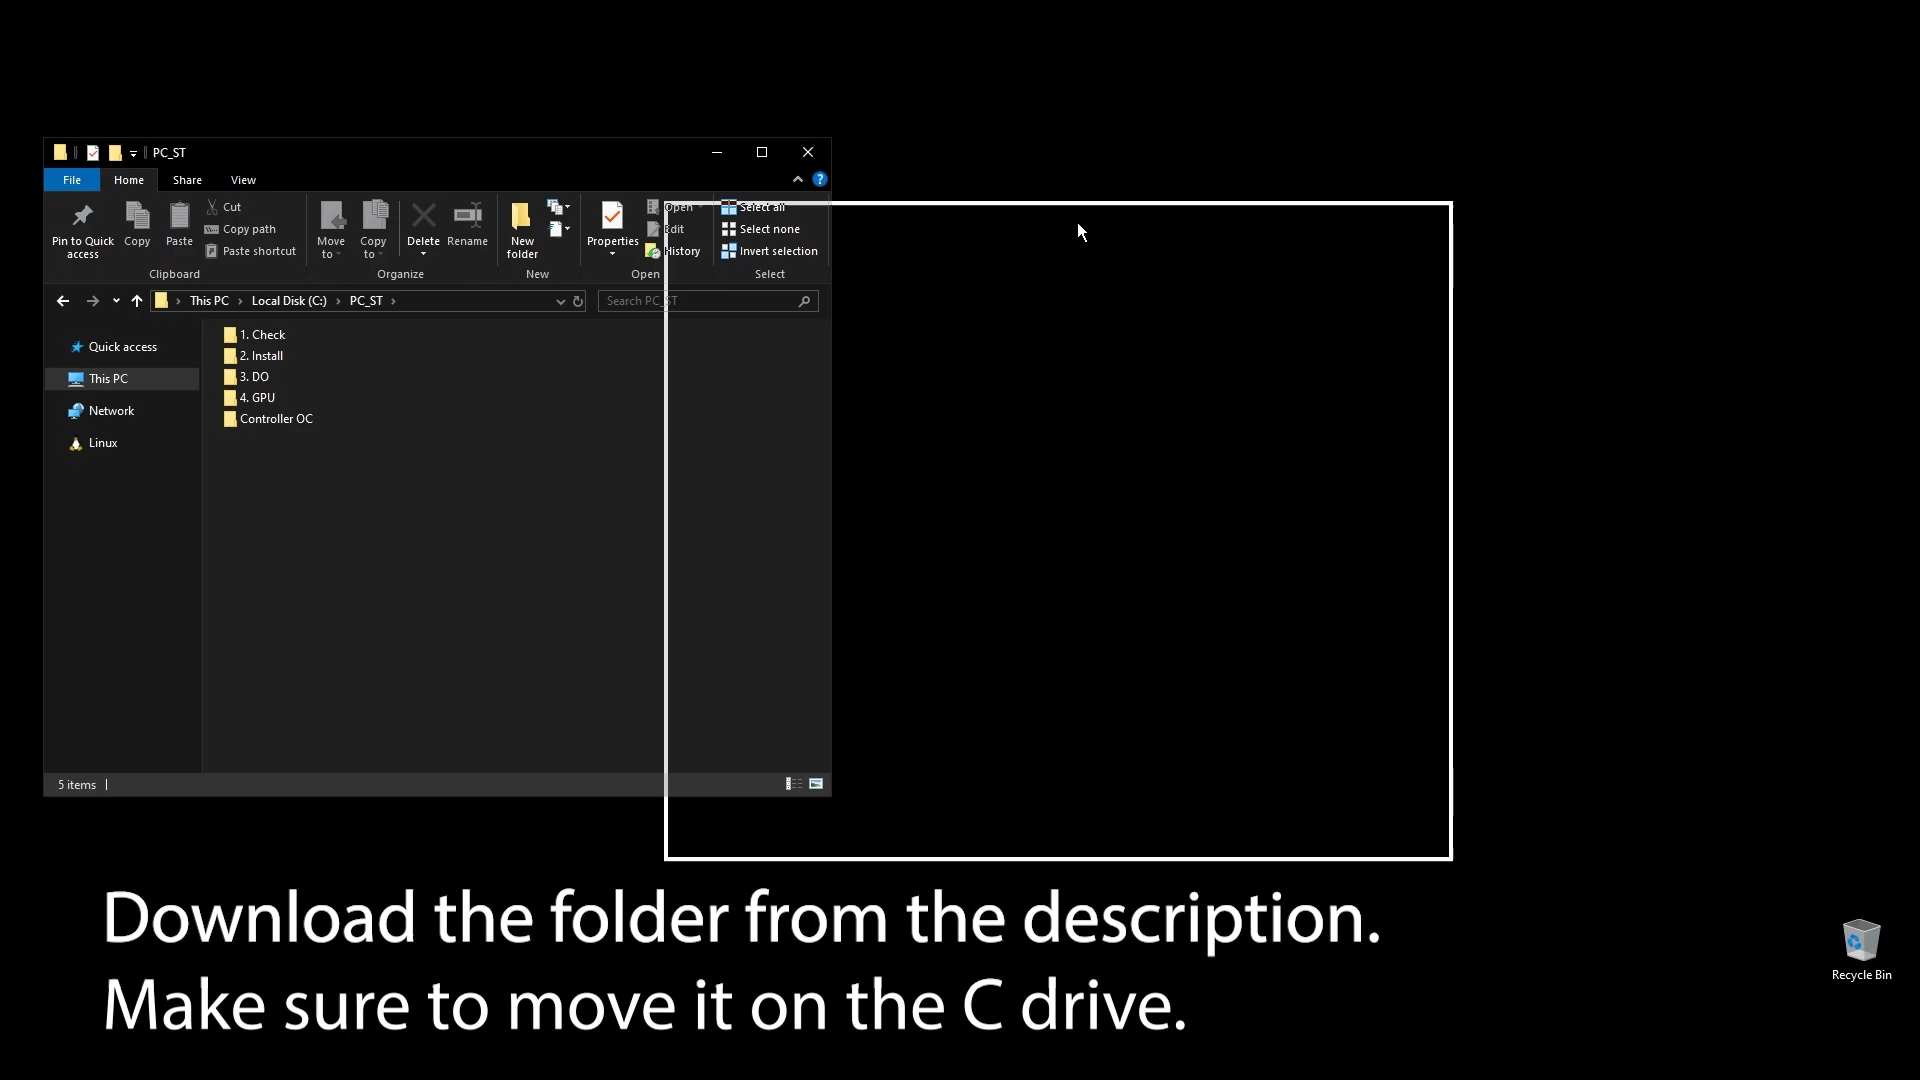 PC_ST
File Home Share View
Pin to Quick access
Copy
Paste
Cut
Copy path
Paste shortcut
Clipboard
Move to
Copy to
Delete
Rename
Organize
New folder
New
Properties
Open
Edit
History
Open
Select all
Select none
Invert selection
Select
This PC › Local Disk (C:) › PC_ST ›
Search PC_ST
Quick access
This PC
Network
Linux
1. Check
2. Install
3. DO
4. GPU
Controller OC
5 items
Download the folder from the description.
Make sure to move it on the C drive.
Recycle Bin